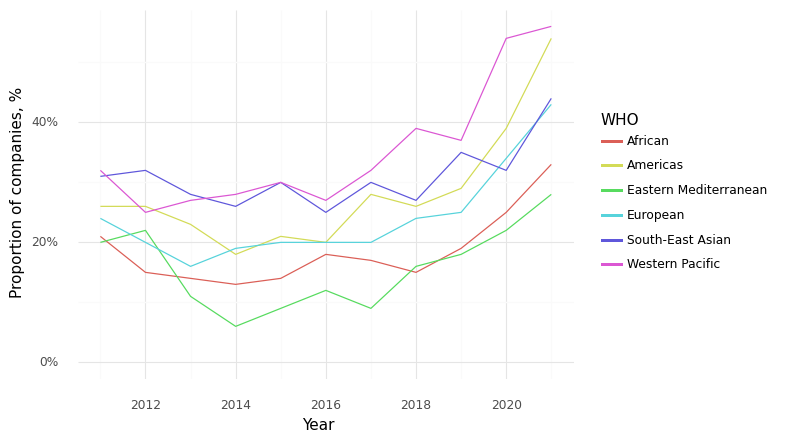 Proportion of companies, %
40%
20%
0%
2012
2014
2016
2018
2020
Year
WHO
African
Americas
Eastern Mediterranean
European
South-East Asian
Western Pacific